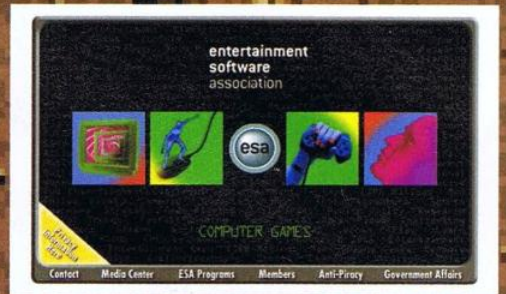 entertainment
software
association
esa
COMPUTER GAMES
Contact Media Center ESA Programs Members Anti-Piracy Government Affairs